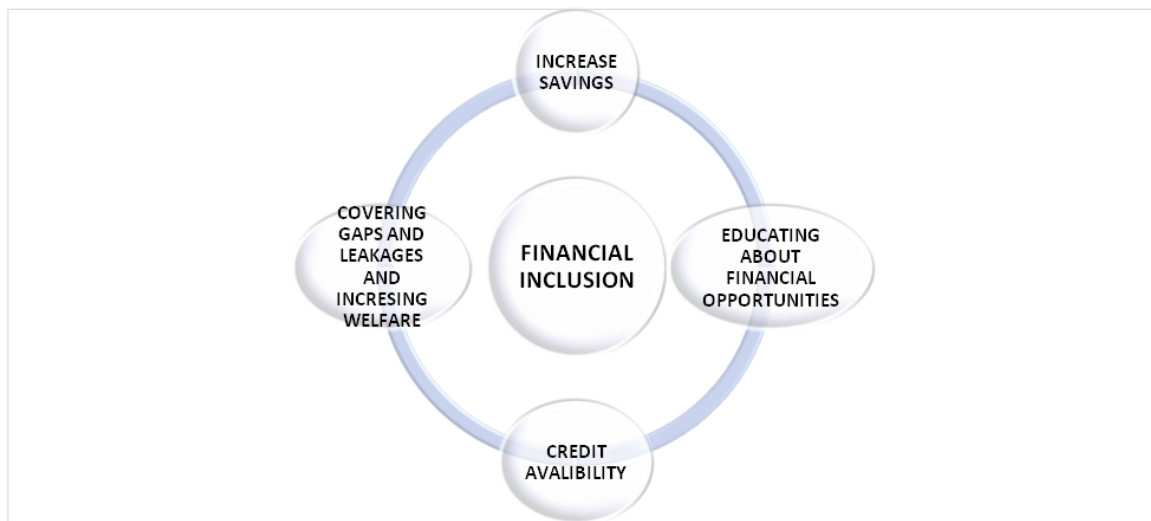 INCREASE
SAVINGS
COVERING
GAPS AND
LEAKAGES
AND
INCRESING
WELFARE
FINANCIAL
INCLUSION
EDUCATING
ABOUT
FINANCIAL
OPPORTUNITIES
CREDIT
AVALIBILITY